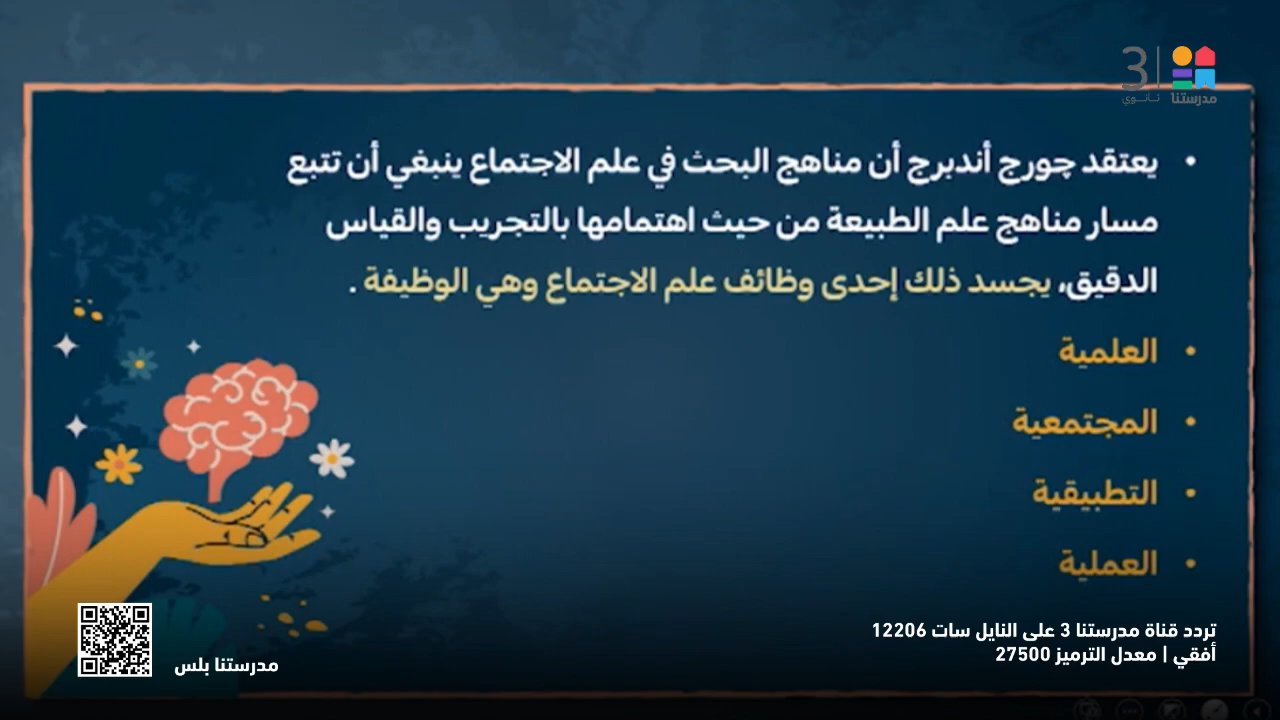 3
مدرستنا
ثانوي
يعتقد چورج أندبرج أن مناهج البحث في علم الاجتماع ينبغي أن تتبع
مسار مناهج علم الطبيعة من حيث اهتمامها بالتجريب والقياس
الدقيق، يجسد ذلك إحدى وظائف علم الاجتماع وهي الوظيفة .
• العلمية
• المجتمعية
• التطبيقية
• العملية
تردد قناة مدرستنا 3 على النايل سات 12206
أفقي | معدل الترميز 27500
مدرستنا بلس